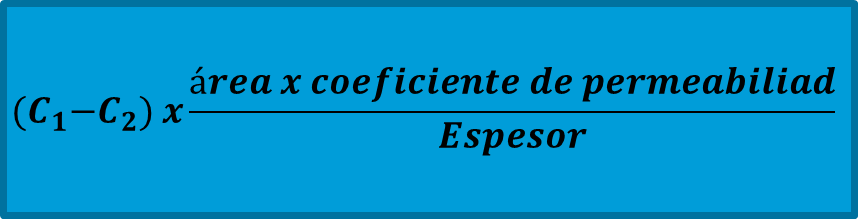 (C₁−C₂) x área x coeficiente de permeabiliad
Espesor